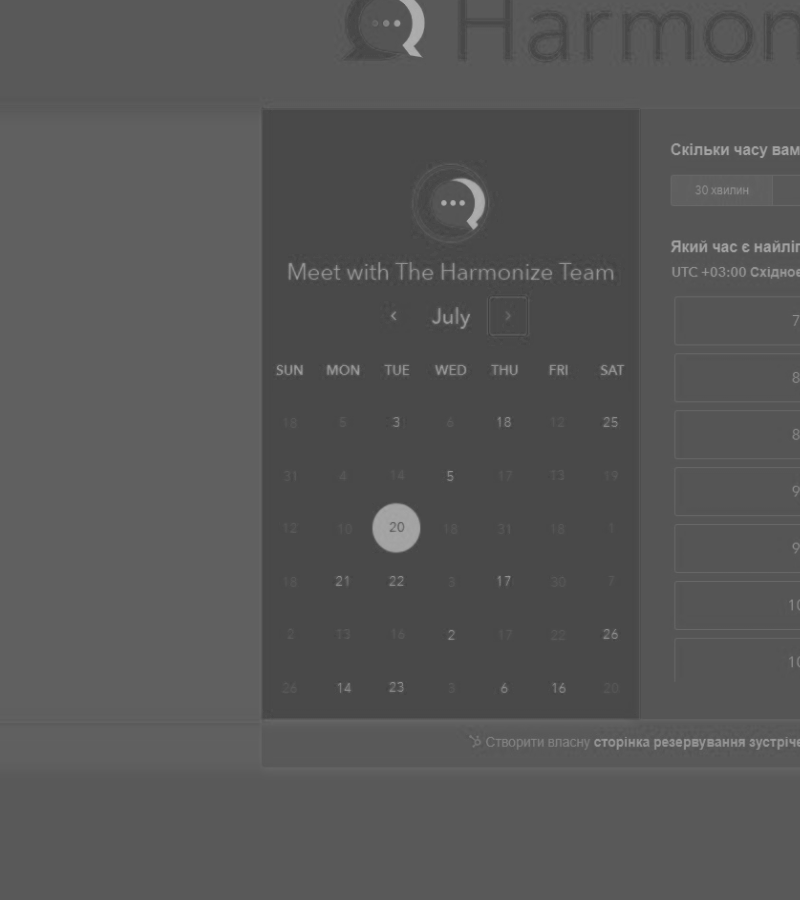 Harmon
Meet with The Harmonize Team
July
SUN MON TUE WED THU FRI SAT
18 5 3 6 18 12 25
31 4 14 5 17 13 19
12 10 20 18 31 18 1
18 21 22 3 17 30 7
2 13 16 2 17 22 26
26 14 23 3 6 16 20
Скільки часу вам
30 хвилин
Який час є найліп
UTC +03:00 Східноє
7
8
8
9
9
10
10
Створити власну сторінка резервування зустріче